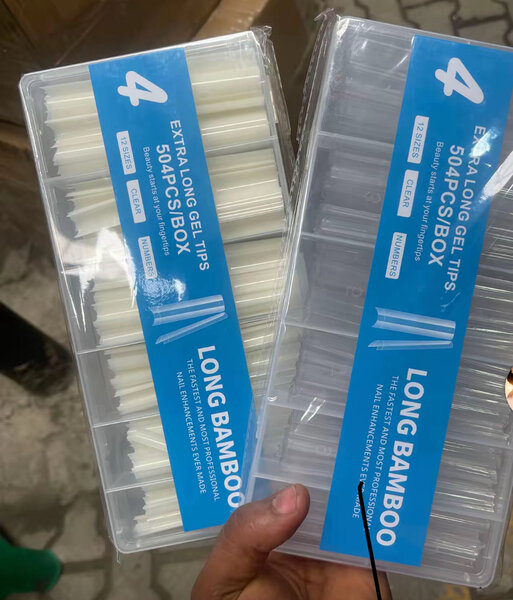 4
EXTRA LONG GEL TIPS
504PCS/BOX
Beauty starts at your fingertips
12 SIZES
CLEAR
NUMBERS
LONG BAMBOO
THE FASTEST AND MOST PROFESSIONAL
NAIL ENHANCEMENTS EVER MADE
4
EXTRA LONG GEL TIPS
504PCS/BOX
Beauty starts at your fingertips
12 SIZES
CLEAR
NUMBERS
LONG BAMBOO
THE FASTEST AND MOST PROFESSIONAL
NAIL ENHANCEMENTS MADE